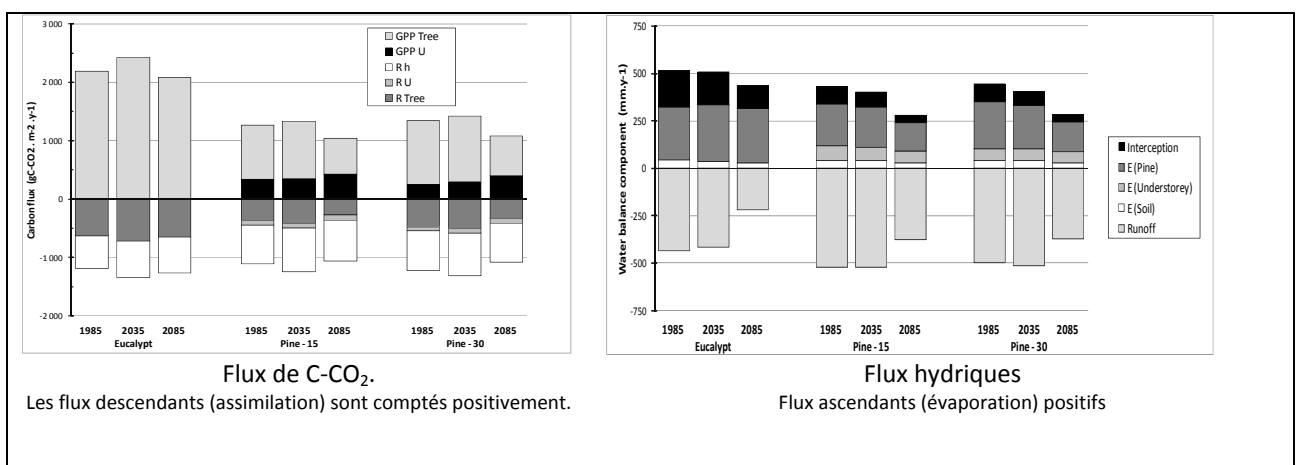 3 000
2 000
1 000
0
-1 000
-2 000
Carbon flux (gC-CO2. m-2 .y-1)
GPP Tree
GPP U
R h
R U
R Tree
1985 2035 2085 1985 2035 2085 1985 2035 2085
Eucalypt Pine - 15 Pine - 30
Flux de C-CO₂.
Les flux descendants (assimilation) sont comptés positivement.
750
500
250
0
-250
-500
-750
Water balance component (mm.y-1)
Interception
E (Pine)
E (Understorey)
E (Soil)
Runoff
1985 2035 2085 1985 2035 2085 1985 2035 2085
Eucalypt Pine - 15 Pine - 30
Flux hydriques
Flux ascendants (évaporation) positifs